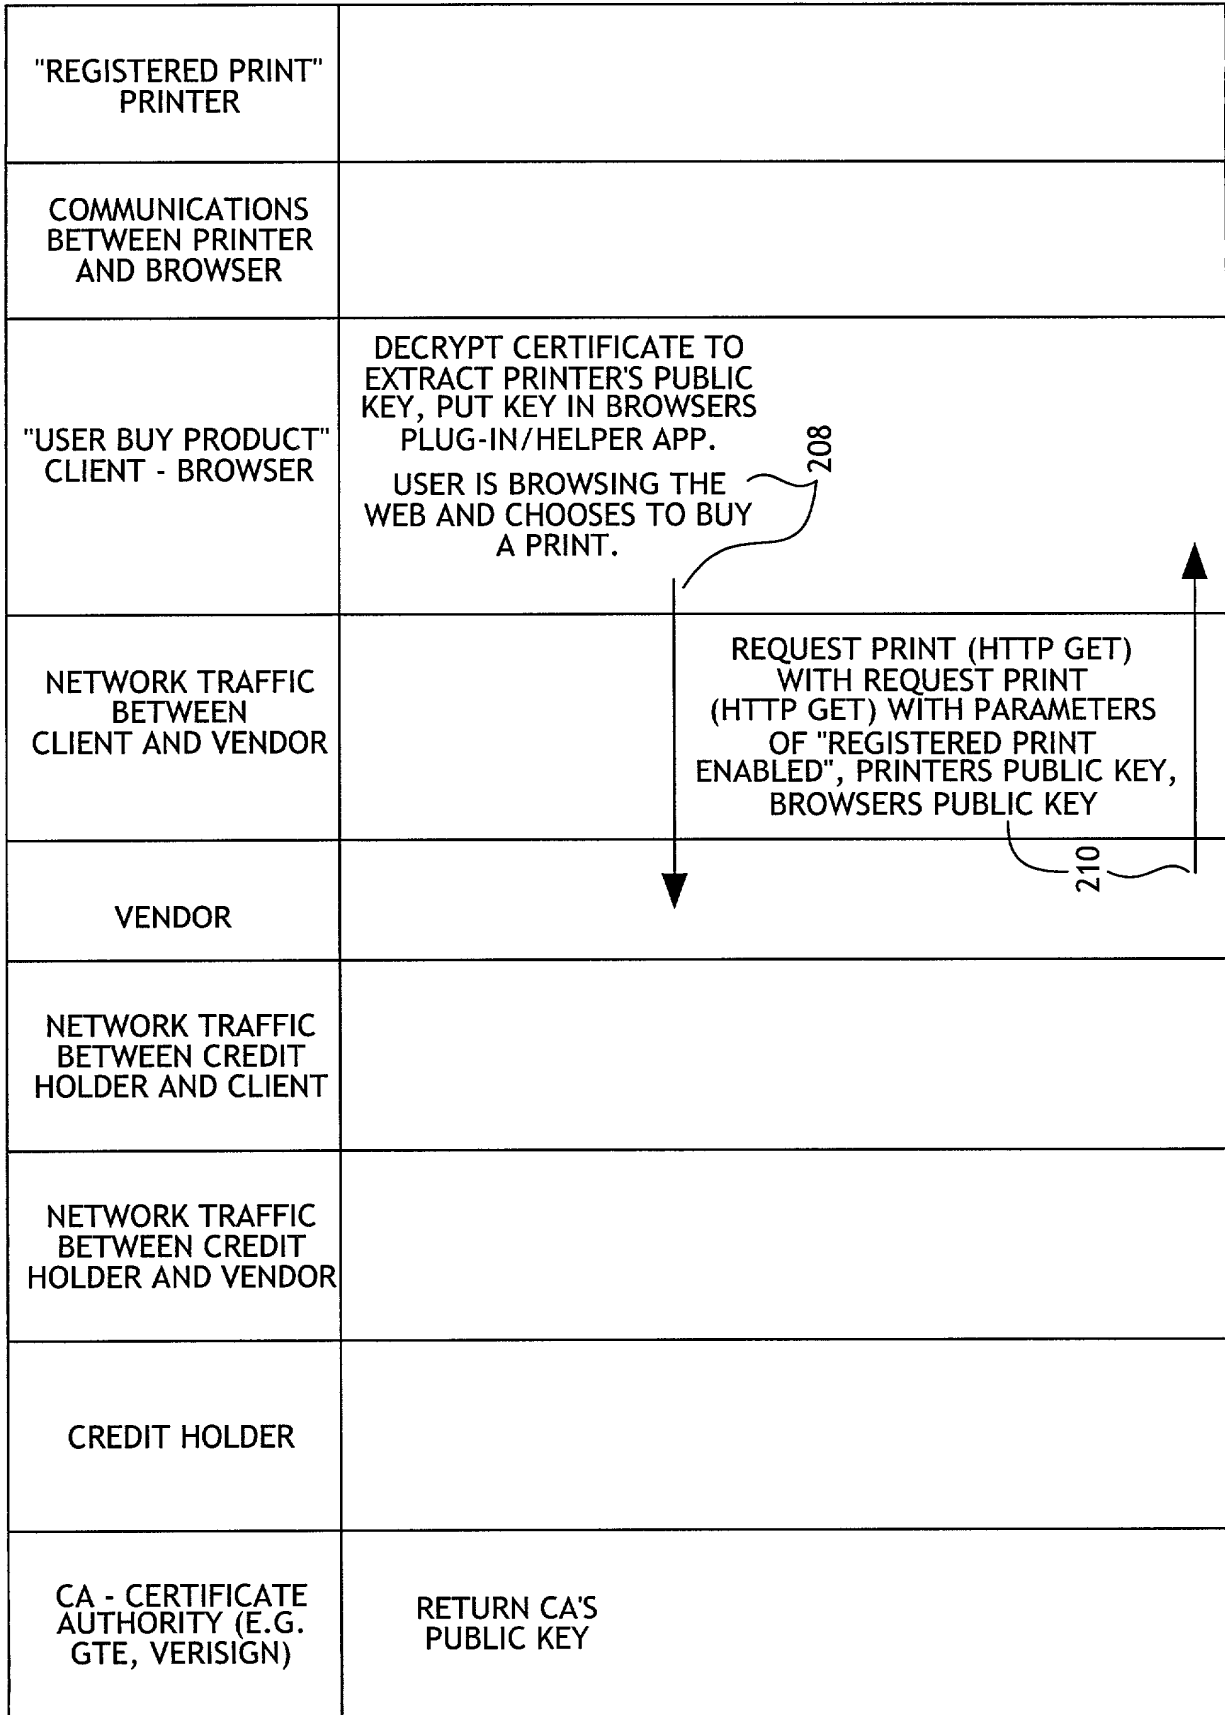 "REGISTERED PRINT"
PRINTER
COMMUNICATIONS
BETWEEN PRINTER
AND BROWSER
"USER BUY PRODUCT"
CLIENT - BROWSER
DECRYPT CERTIFICATE TO
EXTRACT PRINTER'S PUBLIC
KEY, PUT KEY IN BROWSERS
PLUG-IN/HELPER APP.
USER IS BROWSING THE
WEB AND CHOOSES TO BUY
A PRINT.
208
NETWORK TRAFFIC
BETWEEN
CLIENT AND VENDOR
REQUEST PRINT (HTTP GET)
WITH REQUEST PRINT
(HTTP GET) WITH PARAMETERS
OF "REGISTERED PRINT
ENABLED", PRINTERS PUBLIC KEY,
BROWSERS PUBLIC KEY
210
VENDOR
NETWORK TRAFFIC
BETWEEN CREDIT
HOLDER AND CLIENT
NETWORK TRAFFIC
BETWEEN CREDIT
HOLDER AND VENDOR
CREDIT HOLDER
CA - CERTIFICATE
AUTHORITY (E.G.
GTE, VERISIGN)
RETURN CA'S
PUBLIC KEY